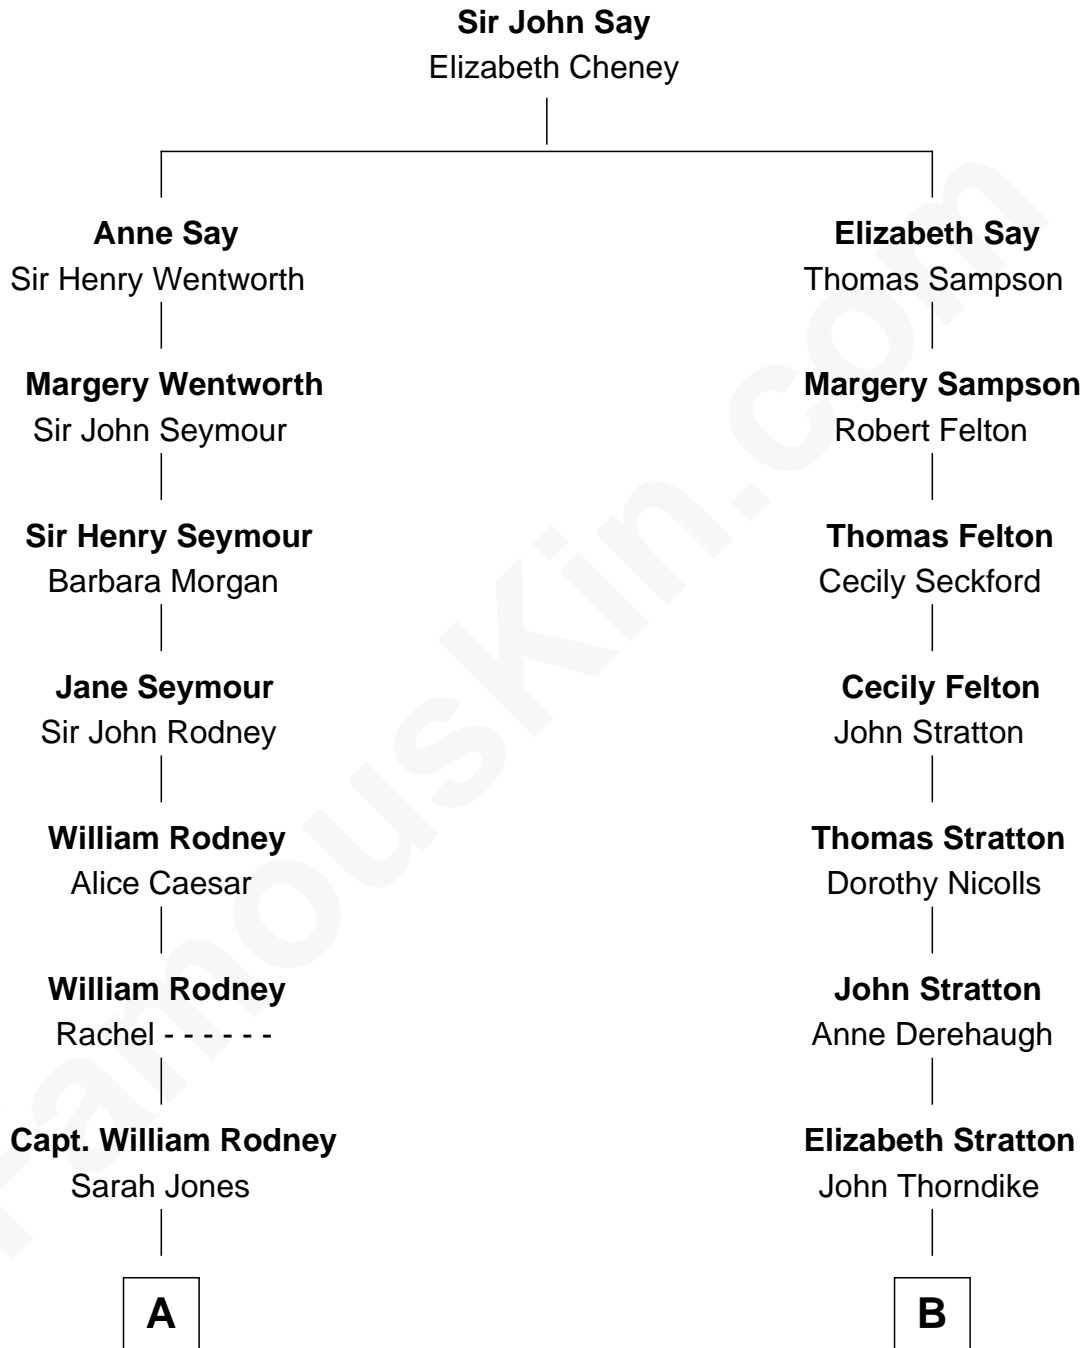 Sir John Say
Elizabeth Cheney
Anne Say
Sir Henry Wentworth
Elizabeth Say
Thomas Sampson
Margery Wentworth
Sir John Seymour
Margery Sampson
Robert Felton
Sir Henry Seymour
Barbara Morgan
Thomas Felton
Cecily Seckford
Jane Seymour
Sir John Rodney
Cecily Felton
John Stratton
William Rodney
Alice Caesar
Thomas Stratton
Dorothy Nicolls
William Rodney
Rachel - - - - - -
John Stratton
Anne Derehaugh
Capt. William Rodney
Sarah Jones
Elizabeth Stratton
John Thorndike
A
B
FamousKin.com